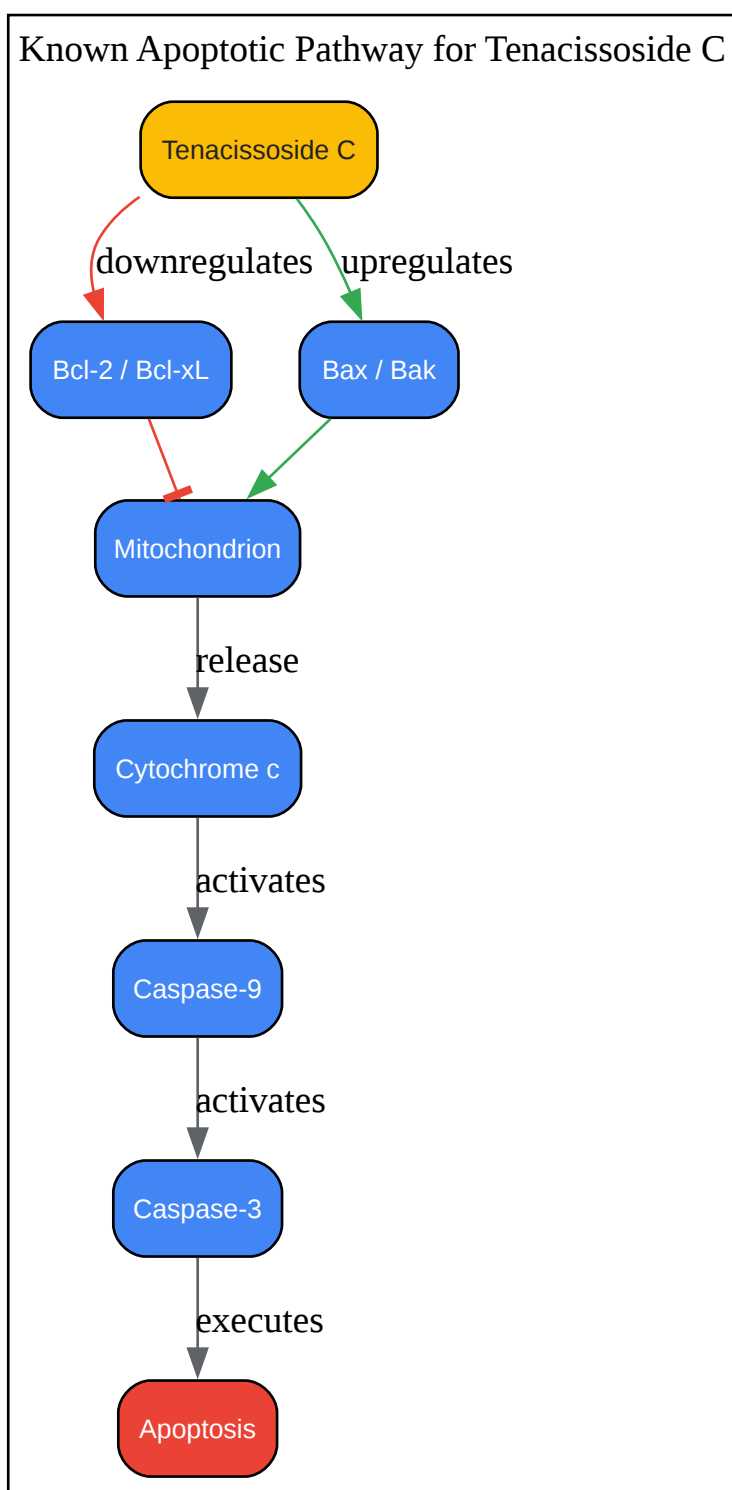 Known Apoptotic Pathway for Tenacissoside C
Tenacissoside C
downregulates
upregulates
Bcl-2 / Bcl-xL
Bax / Bak
Mitochondrion
release
Cytochrome c
activates
Caspase-9
activates
Caspase-3
executes
Apoptosis